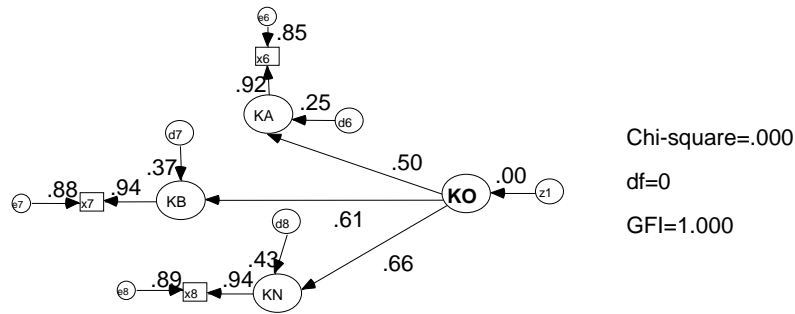 e6
.85
x6
.92
.25
KA
d6
d7
Chi-square=.000
.50
.37
.00
.88
.94
df=0
KO
z1
e7
x7
KB
d8
.61
GFI=1.000
.43
.66
.89
.94
e8
x8
KN